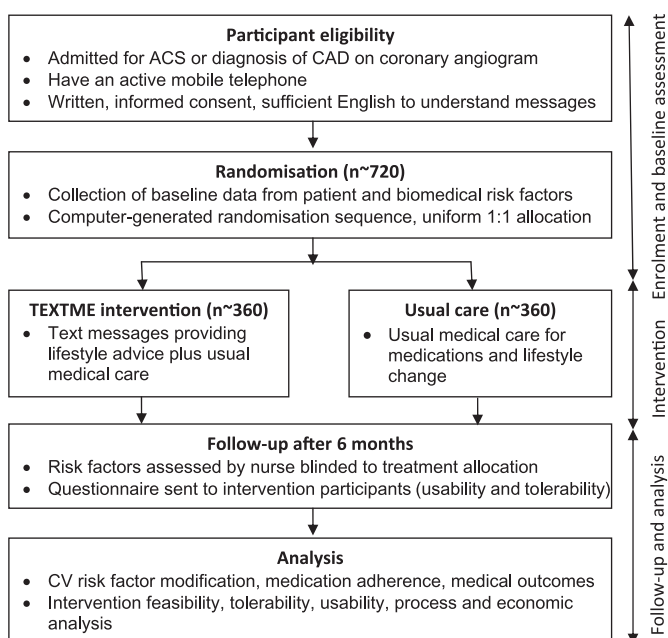 Participant eligibility
• Admitted for ACS or diagnosis of CAD on coronary angiogram
• Have an active mobile telephone
• Written, informed consent, sufficient English to understand messages
Randomisation (n~720)
• Collection of baseline data from patient and biomedical risk factors
• Computer-generated randomisation sequence, uniform 1:1 allocation
Enrolment and baseline assessment
TEXTME intervention (n~360)
• Text messages providing
lifestyle advice plus usual
medical care
Usual care (n~360)
• Usual medical care for
medications and lifestyle
change
Intervention
Follow-up after 6 months
• Risk factors assessed by nurse blinded to treatment allocation
• Questionnaire sent to intervention participants (usability and tolerability)
Analysis
• CV risk factor modification, medication adherence, medical outcomes
• Intervention feasibility, tolerability, usability, process and economic
analysis
Follow-up and analysis